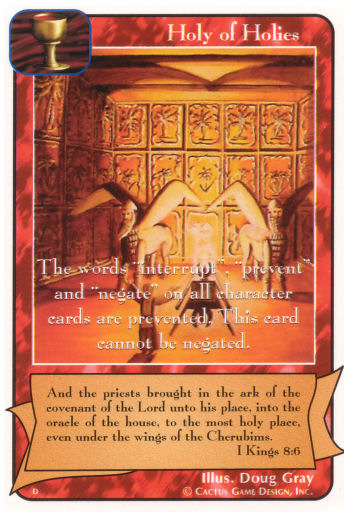 Holy of Holies
The words "interrupt", "prevent"
and "negate" on all character
cards are prevented. This card
cannot be negated.
And the priests brought in the ark of the
covenant of the Lord unto his place, into the
oracle of the house, to the most holy place,
even under the wings of the Cherubims.
I Kings 8:6
Illus. Doug Gray
D
© Cactus Game Design, Inc.